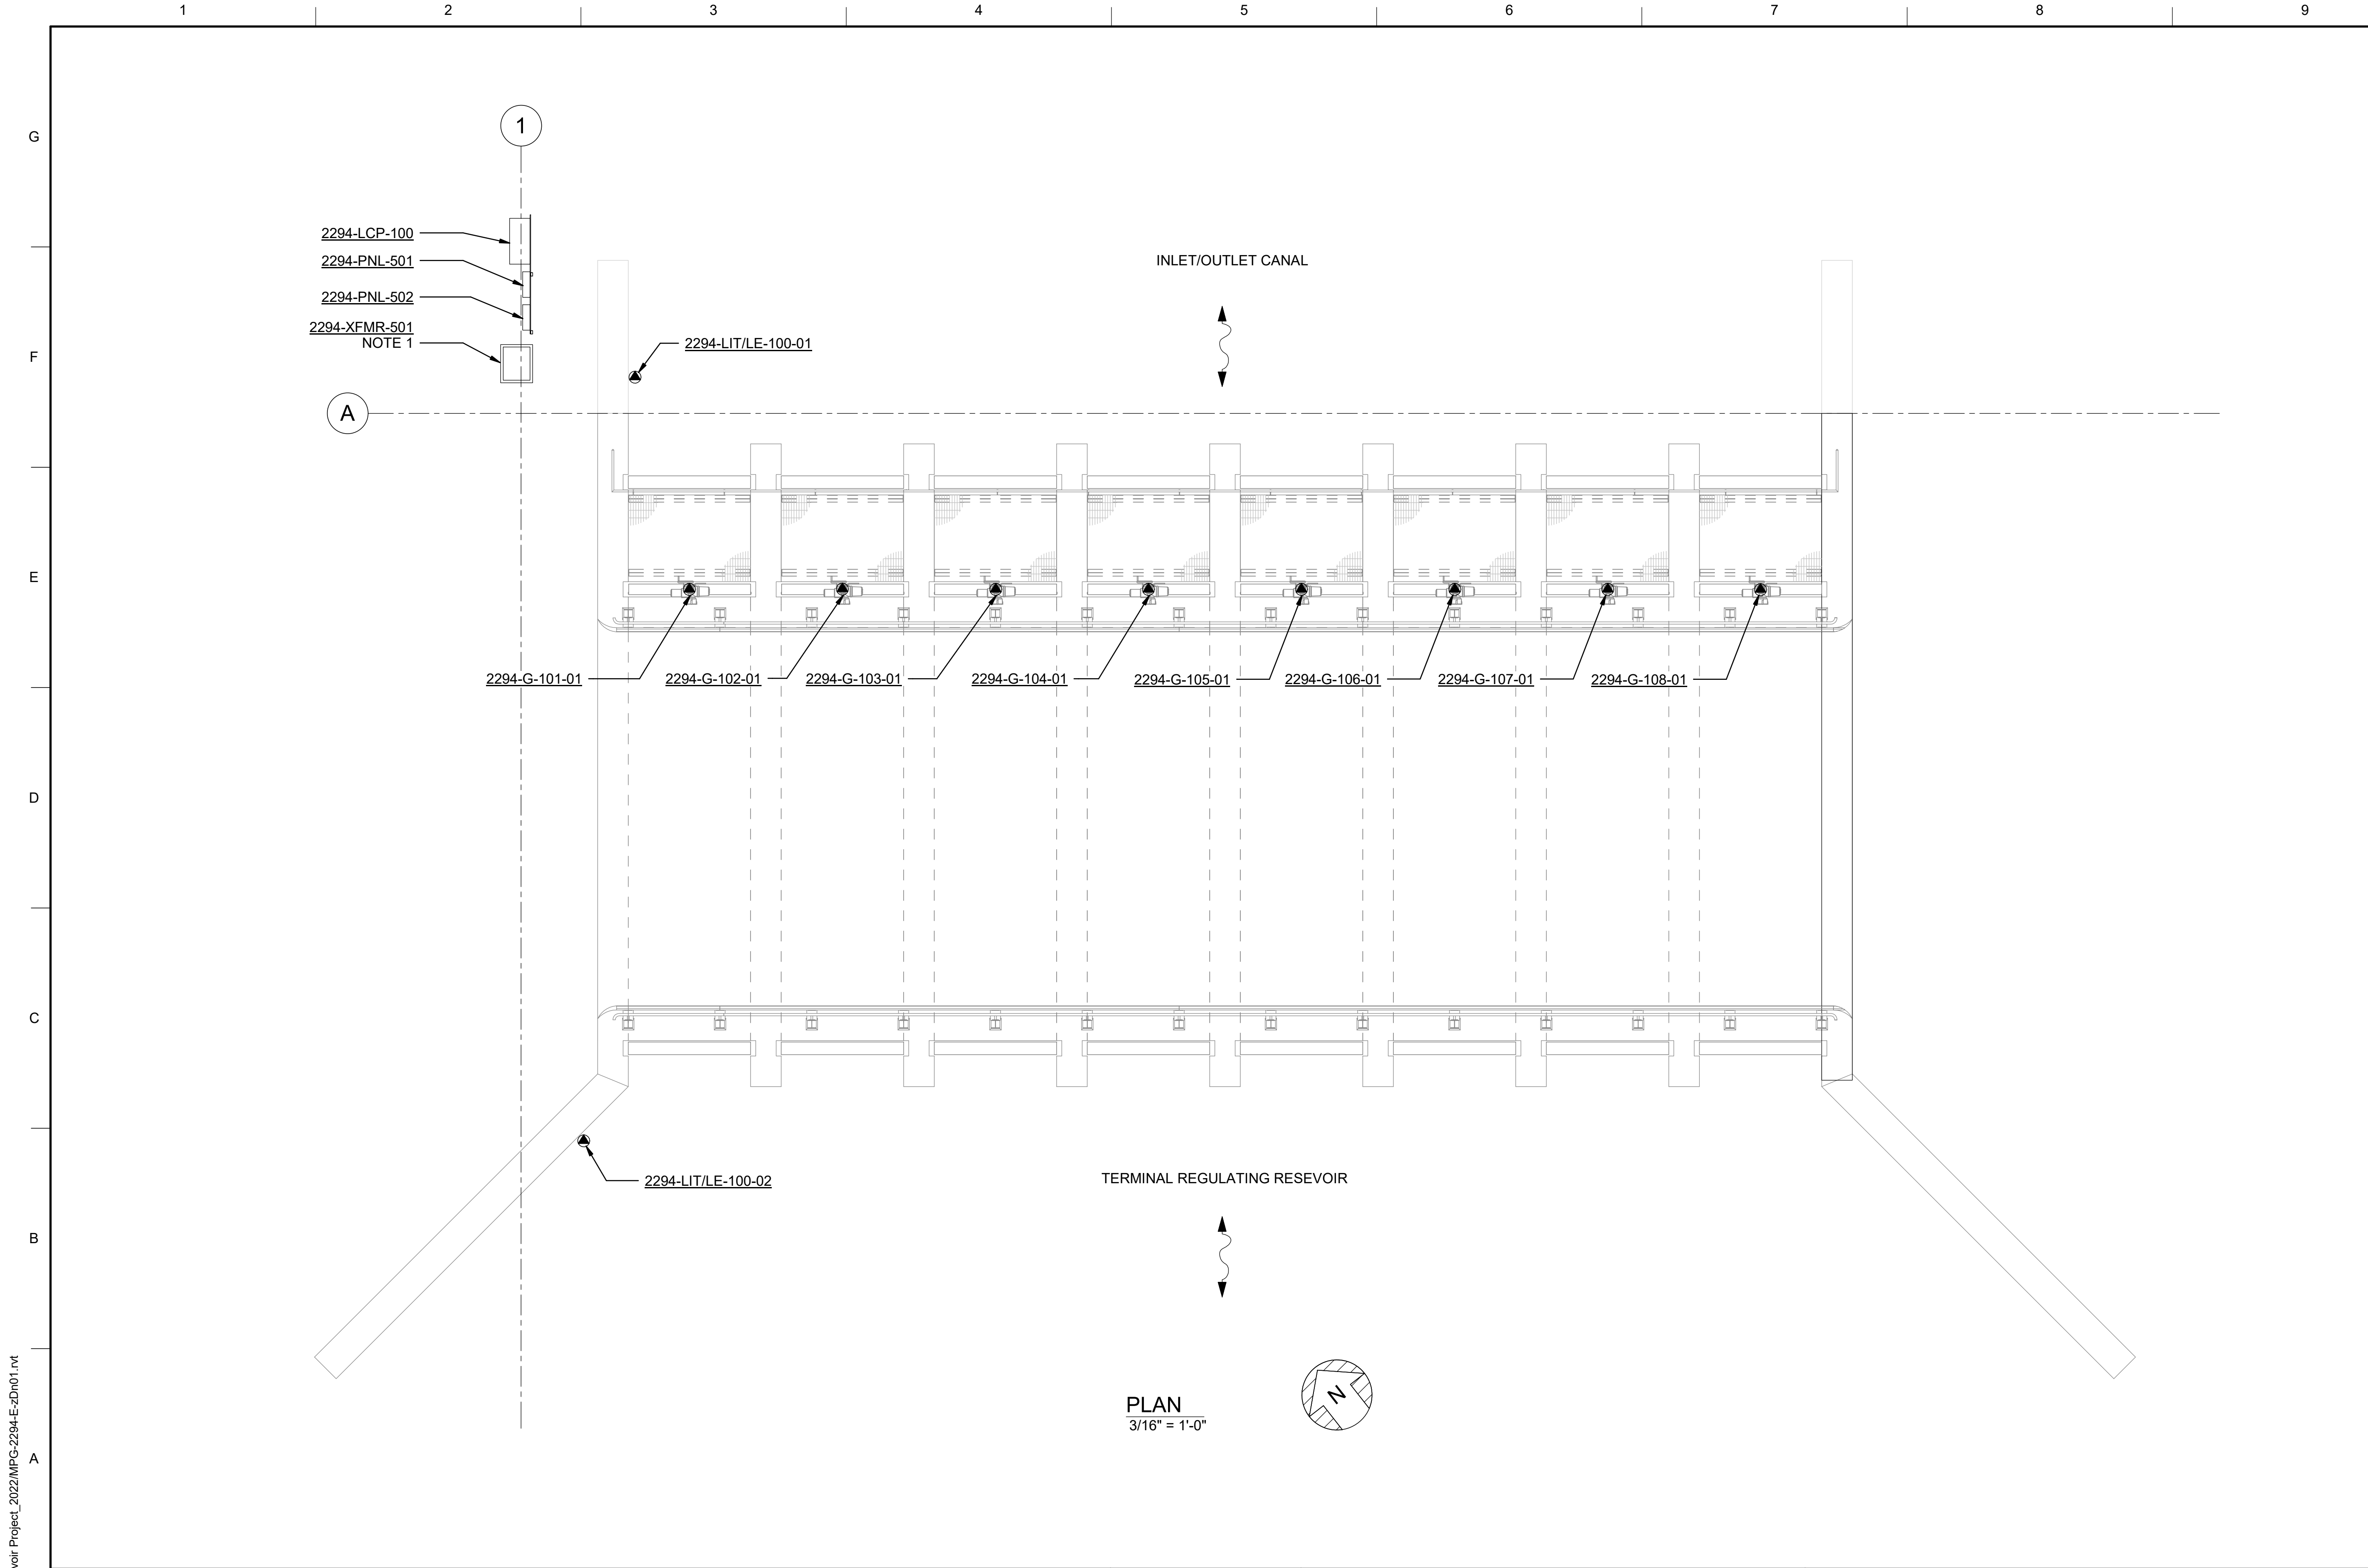 1 2 3 4 5 6 7 8 9
G
1
2294-LCP-100
2294-PNL-501
INLET/OUTLET CANAL
2294-PNL-502
2294-XFMR-501
NOTE 1
2294-LIT/LE-100-01
F
A
E
2294-G-101-01 2294-G-102-01 2294-G-103-01 2294-G-104-01 2294-G-105-01 2294-G-106-01 2294-G-107-01 2294-G-108-01
D
C
2294-LIT/LE-100-02
TERMINAL REGULATING RESEVOIR
B
N
PLAN
3/16" = 1'-0"
A
Project_2022/MPG-2294-E-zDn01.rvt